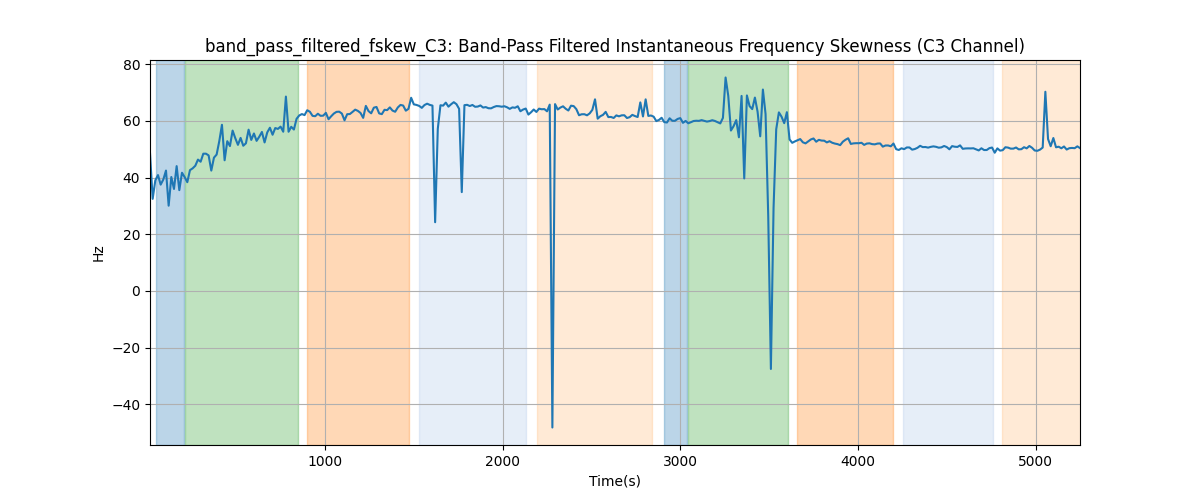 band_pass_filtered_fskew_C3: Band-Pass Filtered Instantaneous Frequency Skewness (C3 Channel)
80
60
40
20
0
−20
−40
Hz
1000 2000 3000 4000 5000
Time(s)